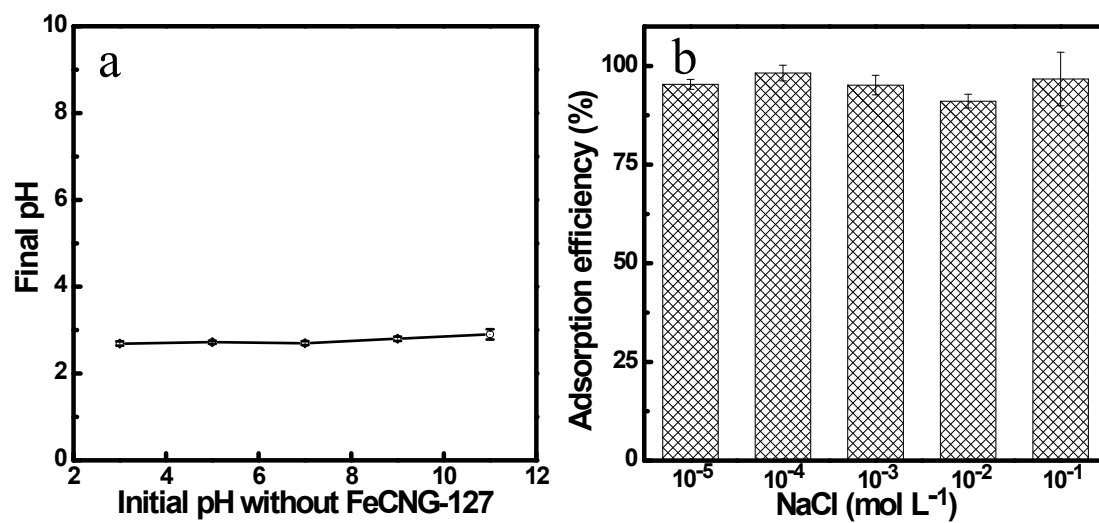 a
10
8
6
4
2
0
Final pH
2 4 6 8 10 12
Initial pH without FeCNG-127
b
100
75
50
25
0
Adsorption efficiency (%)
10⁻⁵ 10⁻⁴ 10⁻³ 10⁻² 10⁻¹
NaCl (mol L⁻¹)